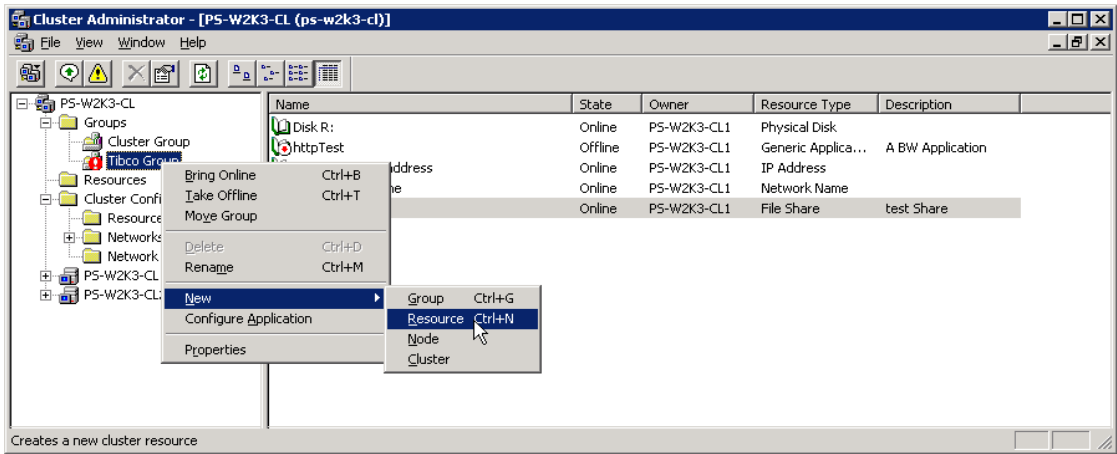 Cluster Administrator - [PS-W2K3-CL (ps-w2k3-cl)]
File View Window Help
PS-W2K3-CL
Groups
Cluster Group
Tibco Group
Resources
Cluster Confi
Resource
Networks
Network
PS-W2K3-CL
PS-W2K3-CL
Name State Owner Resource Type Description
Disk R: Online PS-W2K3-CL1 Physical Disk
httpTest Offline PS-W2K3-CL1 Generic Applica... A BW Application
ddress Online PS-W2K3-CL1 IP Address
e Online PS-W2K3-CL1 Network Name
Online PS-W2K3-CL1 File Share test Share
Bring Online Ctrl+B
Take Offline Ctrl+T
Move Group
Delete Ctrl+D
Rename Ctrl+M
New
Configure Application
Properties
Group Ctrl+G
Resource Ctrl+N
Node
Cluster
Creates a new cluster resource